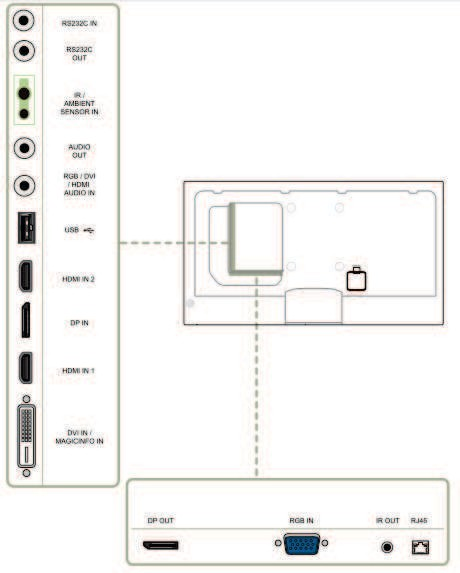 RS232C IN
RS232C
OUT
IR /
AMBIENT
SENSOR IN
AUDIO
OUT
RGB / DVI
/ HDMI
AUDIO IN
USB
HDMI IN 2
DP IN
HDMI IN 1
DVI IN /
MAGICINFO IN
DP OUT
RGB IN
IR OUT
RJ45